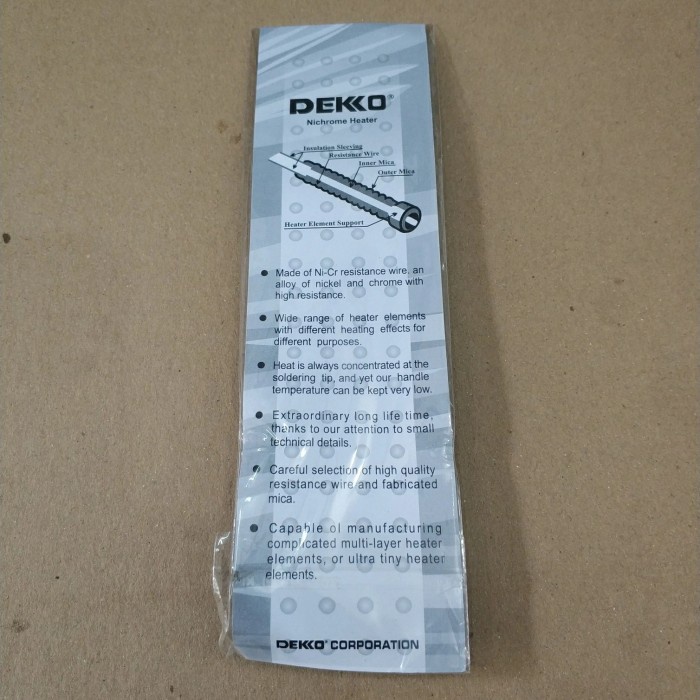 DEKKO®
Nichrome Heater
Insulation Sleeving
Resistance Wire
Inner Mica
Outer Mica
Heater Element Support
● Made of Ni-Cr resistance wire, an
alloy of nickel and chrome with
high resistance.
● Wide range of heater elements
with different heating effects for
different purposes.
● Heat is always concentrated at the
soldering tip, and yet our handle
temperature can be kept very low.
● Extraordinary long life time,
thanks to our attention to small
technical details.
● Careful selection of high quality
resistance wire and fabricated
mica.
● Capable of manufacturing
complicated multi-layer heater
elements, or ultra tiny heater
elements.
DEKKO® CORPORATION